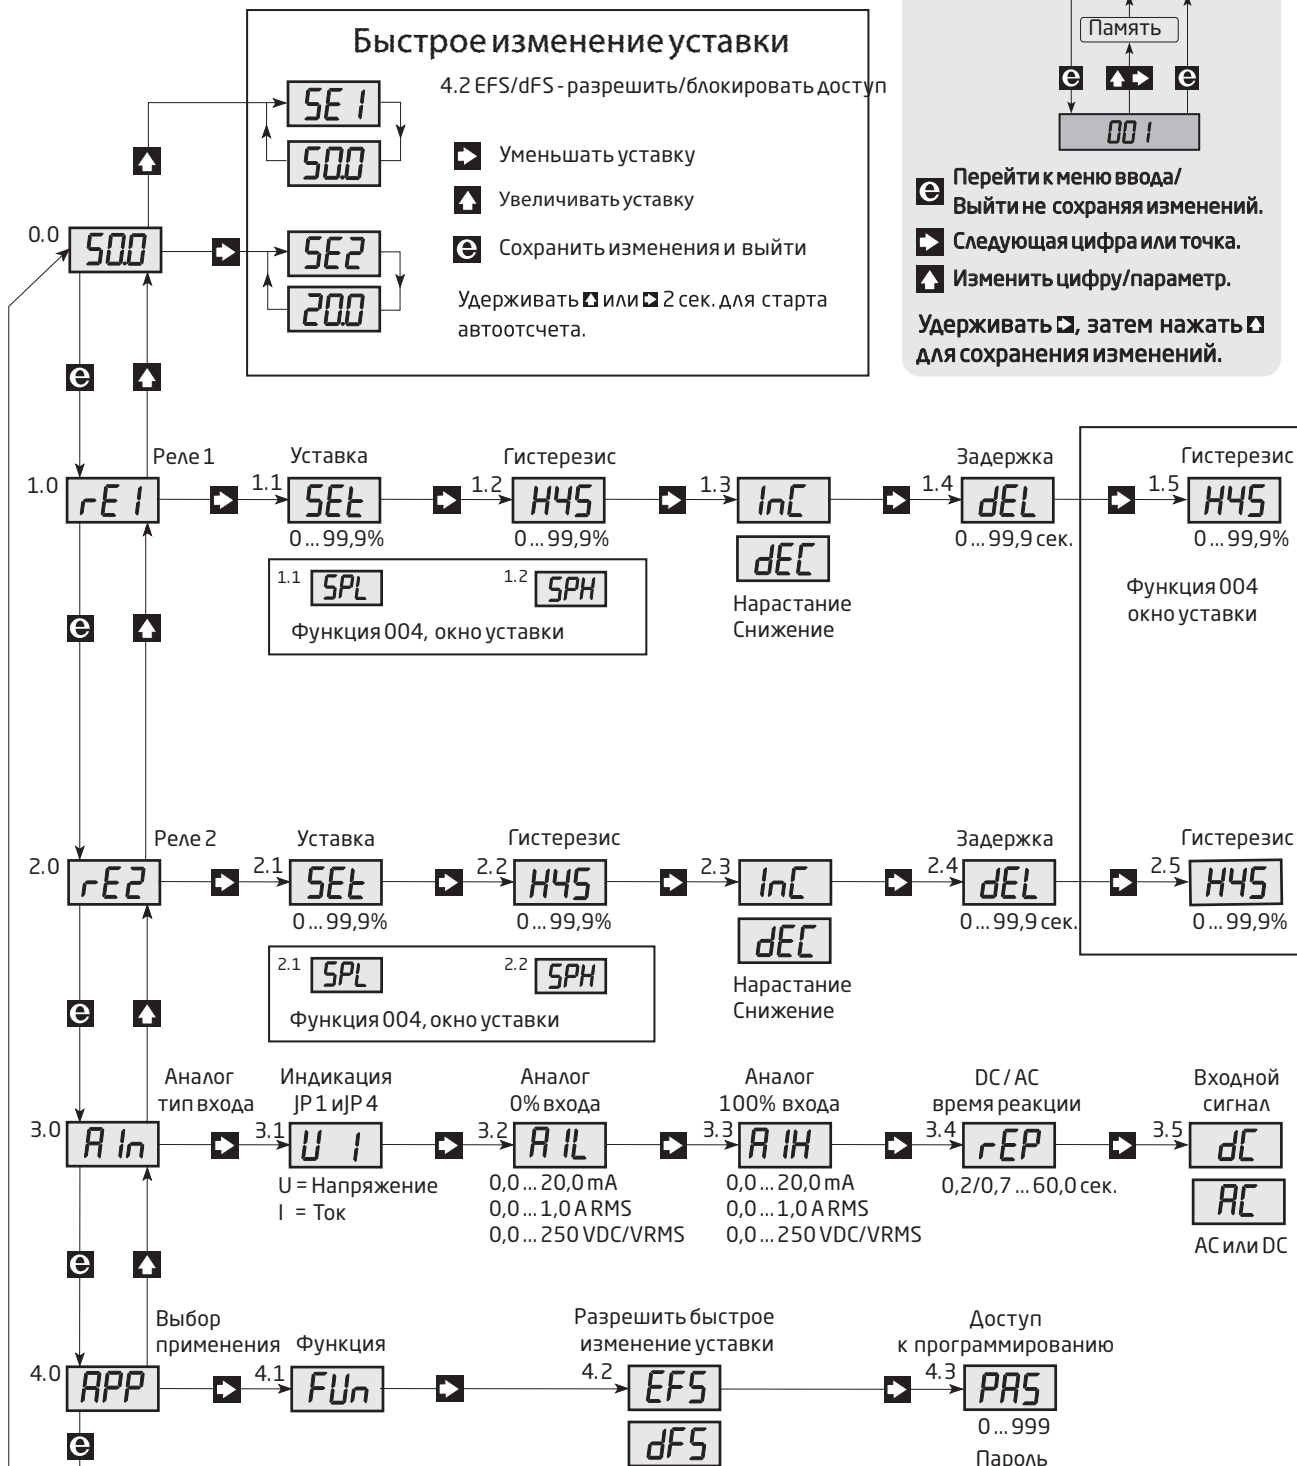 Быстрое изменение уставки
4.2 EFS/dFS - разрешить/блокировать доступ
SE1
50.0
Уменьшать уставку
Увеличивать уставку
e Сохранить изменения и выйти
Удерживать или 2 сек. для старта
автоотсчета.
0.0 50.0
SE2
20.0
Память
e e
001
e Перейти к меню ввода/
Выйти не сохраняя изменений.
Следующая цифра или точка.
Изменить цифру/параметр.
Удерживать , затем нажать
для сохранения изменений.
e
Реле 1 Уставка Гистерезис Задержка Гистерезис
1.0 rE1 1.1 SEt 1.2 HYS 1.3 InC 1.4 dEL 1.5 HYS
0...99,9% 0...99,9% 0...99,9 сек. 0...99,9%
dEC
Нарастание
Снижение
1.1 SPL 1.2 SPH
Функция 004, окно уставки
Функция 004
окно уставки
e
Реле 2 Уставка Гистерезис Задержка Гистерезис
2.0 rE2 2.1 SEt 2.2 HYS 2.3 InC 2.4 dEL 2.5 HYS
0...99,9% 0...99,9% 0...99,9 сек. 0...99,9%
dEC
Нарастание
Снижение
2.1 SPL 2.2 SPH
Функция 004, окно уставки
e
Аналог Индикация Аналог Аналог DC/AC Входной
тип входа JP1 и JP4 0% входа 100% входа время реакции сигнал
3.0 AIn 3.1 U 1 3.2 AIL 3.3 AIH 3.4 rEP 3.5 dC
U = Напряжение 0,0...20,0 mA 0,0...20,0 mA 0,2/0,7...60,0 сек. AC
I = Ток 0,0...1,0 A RMS 0,0...1,0 A RMS
0,0...250 VDC/VRMS 0,0...250 VDC/VRMS AC или DC
e
Выбор Разрешить быстрое Доступ
применения Функция изменение уставки к программированию
4.0 APP 4.1 FUn 4.2 EFS 4.3 PAS
0...999
e dFS Пароль